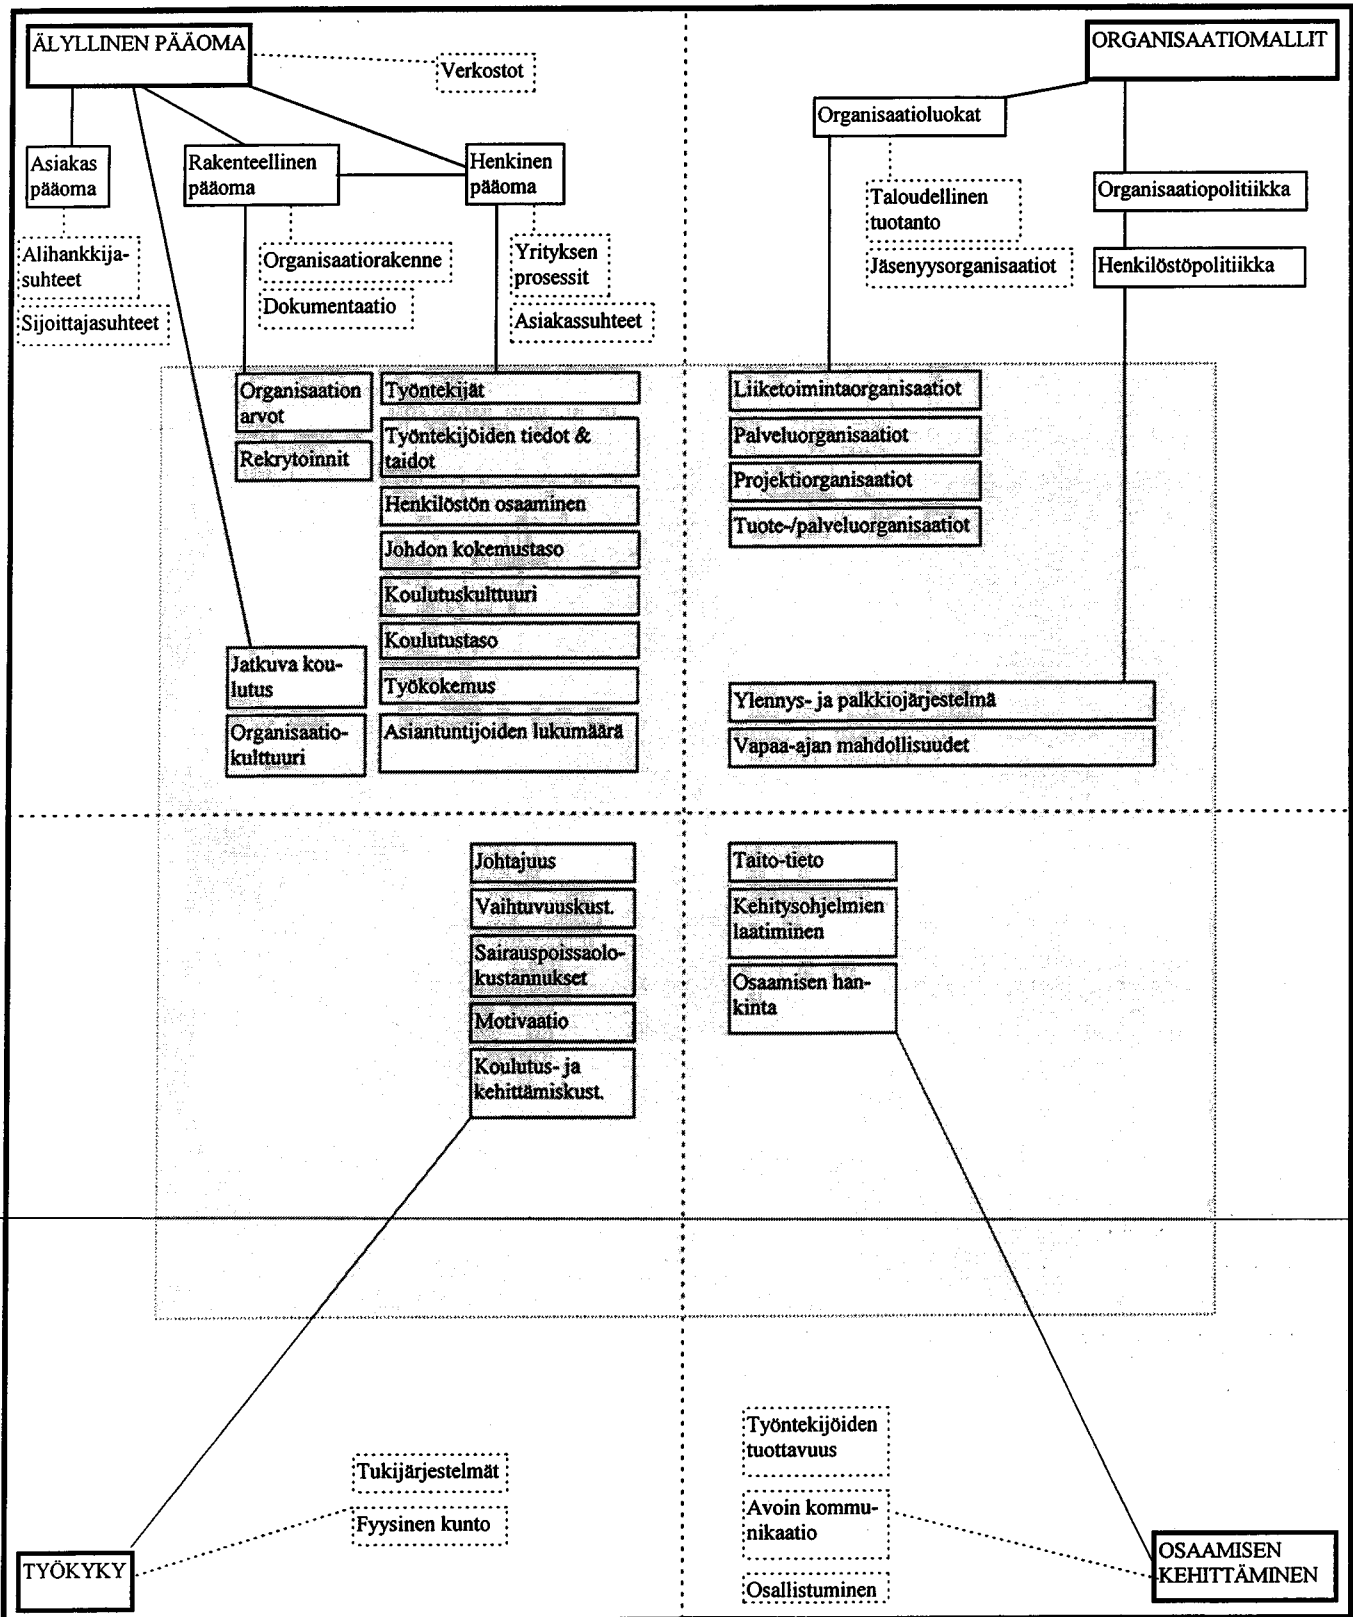 ÄLYLLINEN PÄÄOMA
Verkostot
Asiakas
pääoma
Rakenteellinen
pääoma
Henkinen
pääoma
Alihankkija-
suhteet
Sijoittajasuhteet
Organisaatiorakenne
Dokumentaatio
Yrityksen
prosessit
Asiakassuhteet
Organisaation
arvot
Rekrytoinnit
Työntekijät
Työntekijöiden tiedot &
taidot
Henkilöstön osaaminen
Johdon kokemustaso
Koulutuskulttuuri
Koulutustaso
Työkokemus
Asiantuntijoiden lukumäärä
Jatkuva kou-
lutus
Organisaatio-
kulttuuri
ORGANISAATIOMALLIT
Organisaatioluokat
Taloudellinen
tuotanto
Jäsenyysorganisaatiot
Organisaatiopolitiikka
Henkilöstöpolitiikka
Liiketoimintaorganisaatiot
Palveluorganisaatiot
Projektiorganisaatiot
Tuote-/palveluorganisaatiot
Ylennys- ja palkkiojärjestelmä
Vapaa-ajan mahdollisuudet
Johtajuus
Vaihtuvuuskust.
Sairauspoissaolo-
kustannukset
Motivaatio
Koulutus- ja
kehittämiskust.
Tukijärjestelmät
Fyysinen kunto
TYÖKYKY
Taito-tieto
Kehitysohjelmien
laatiminen
Osaamisen han-
kinta
Työntekijöiden
tuottavuus
Avoin kommu-
nikaatio
Osallistuminen
OSAAMISEN
KEHITTÄMINEN